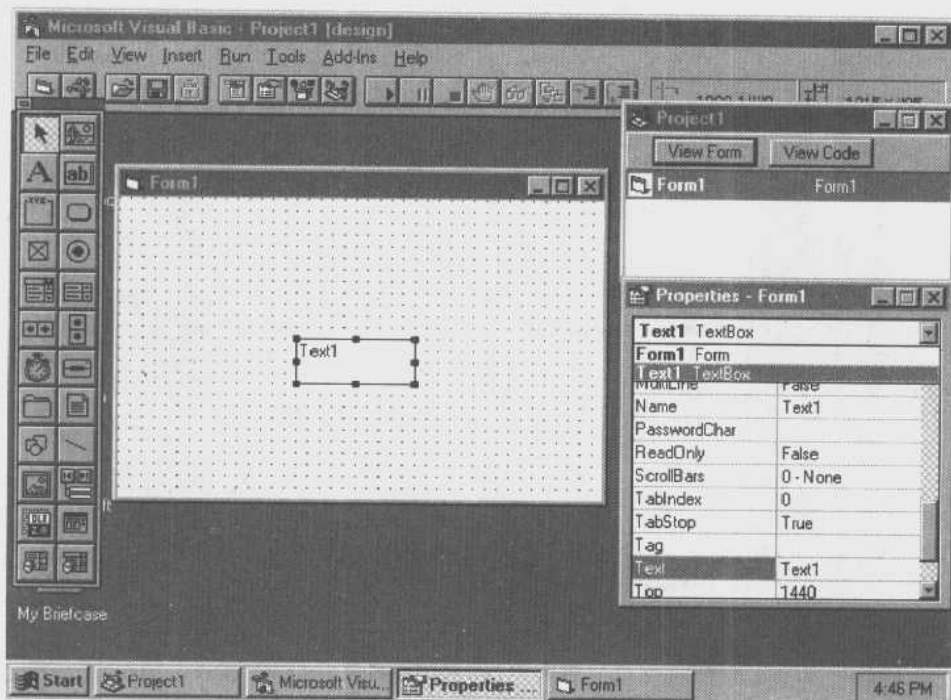 Microsoft Visual Basic - Project1 [design]
File Edit View Insert Run Tools Add-Ins Help
Project1
View Form View Code
Form1 Form1
Form1
A
ab
Text1
Properties - Form1
Text1 TextBox
Form1 Form
Text1 TextBox
MultiLine False
Name Text1
PasswordChar
ReadOnly False
ScrollBars 0 - None
TabIndex 0
TabStop True
Tag
Text Text1
Top 1440
My Briefcase
Start Project1 Microsoft Visu... Properties ... Form1 4:46 PM